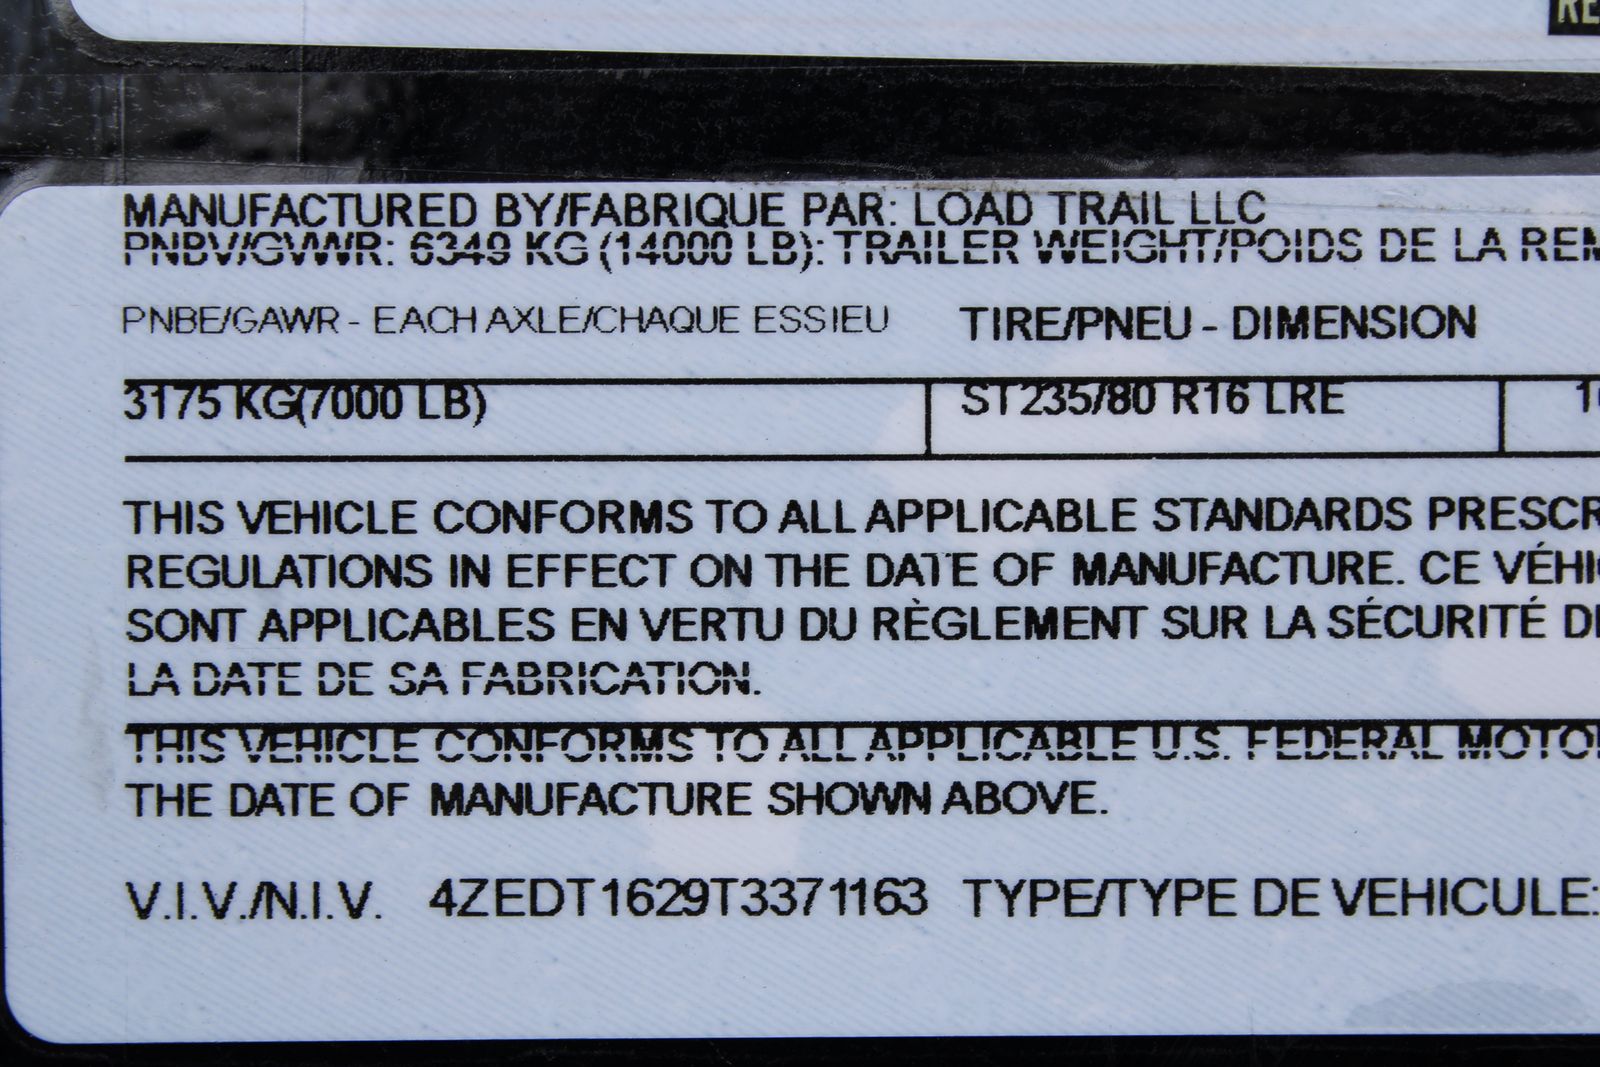 RE
MANUFACTURED BY/FABRIQUE PAR: LOAD TRAIL LLC
PNBV/GVWR: 6349 KG (14000 LB): TRAILER WEIGHT/POIDS DE LA REM
PNBE/GAWR - EACH AXLE/CHAQUE ESSIEU TIRE/PNEU - DIMENSION
3175 KG(7000 LB) ST235/80 R16 LRE 1
THIS VEHICLE CONFORMS TO ALL APPLICABLE STANDARDS PRESCR
REGULATIONS IN EFFECT ON THE DATE OF MANUFACTURE. CE VÉHI
SONT APPLICABLES EN VERTU DU RÈGLEMENT SUR LA SÉCURITÉ D
LA DATE DE SA FABRICATION.
THIS VEHICLE CONFORMS TO ALL APPLICABLE U.S. FEDERAL MOTO
THE DATE OF MANUFACTURE SHOWN ABOVE.
V.I.V./N.I.V. 4ZEDT1629T3371163 TYPE/TYPE DE VEHICULE: